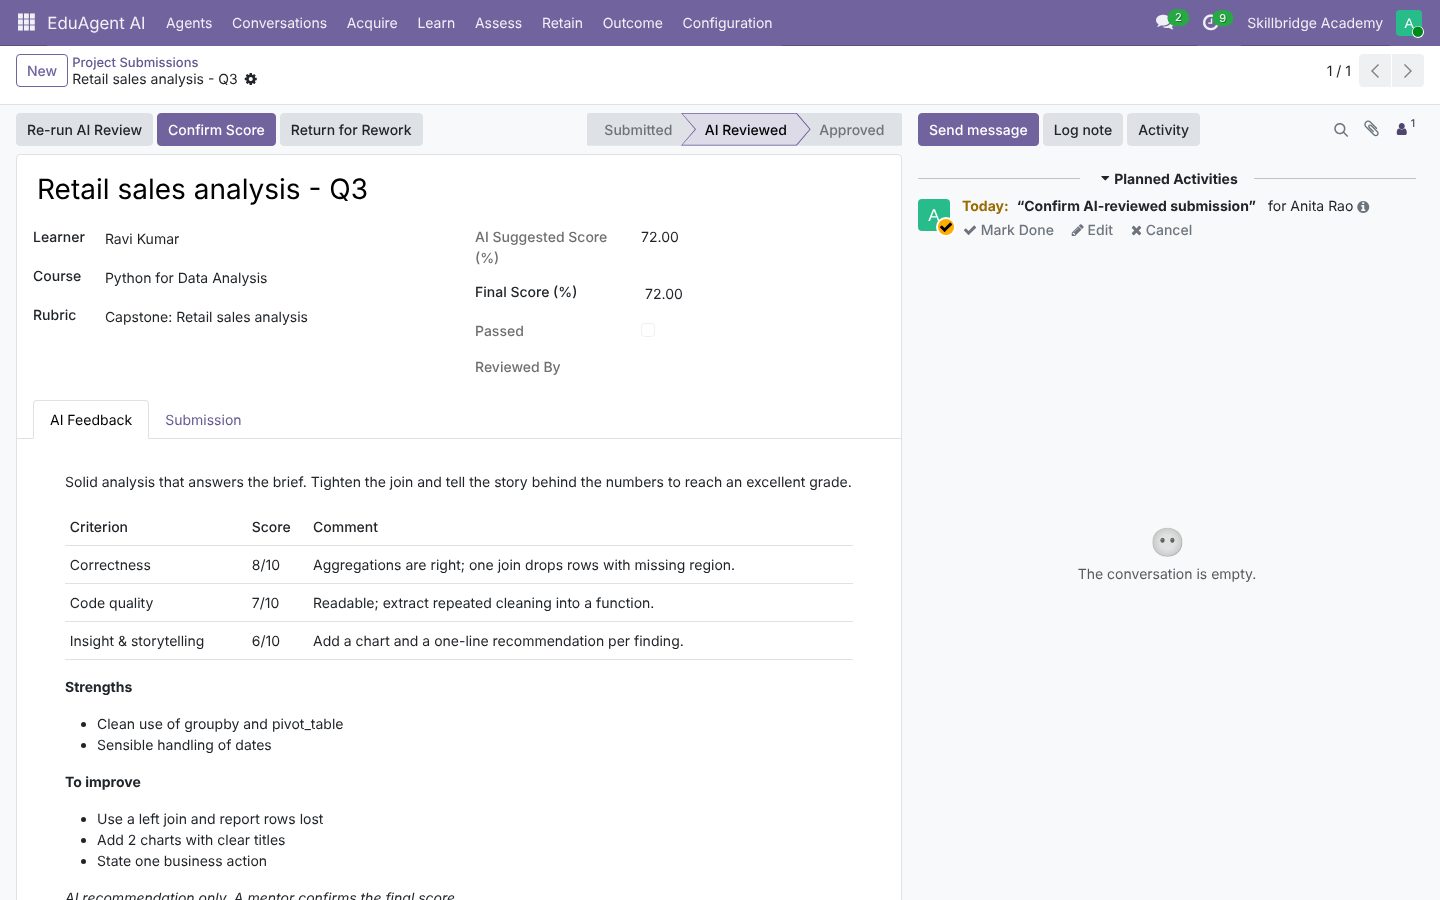 EduAgent AI Agents Conversations Acquire Learn Assess Retain Outcome Configuration 2 9 Skillbridge Academy A
New Project Submissions
Retail sales analysis - Q3
1 / 1
Re-run AI Review Confirm Score Return for Rework Submitted AI Reviewed Approved
Send message Log note Activity 1
Retail sales analysis - Q3
Learner Ravi Kumar
Course Python for Data Analysis
Rubric Capstone: Retail sales analysis
AI Suggested Score (%) 72.00
Final Score (%) 72.00
Passed
Reviewed By
AI Feedback Submission
Solid analysis that answers the brief. Tighten the join and tell the story behind the numbers to reach an excellent grade.
Criterion Score Comment
Correctness 8/10 Aggregations are right; one join drops rows with missing region.
Code quality 7/10 Readable; extract repeated cleaning into a function.
Insight & storytelling 6/10 Add a chart and a one-line recommendation per finding.
Strengths
Clean use of groupby and pivot_table
Sensible handling of dates
To improve
Use a left join and report rows lost
Add 2 charts with clear titles
State one business action
AI recommendation only. A mentor confirms the final score.
Planned Activities
A Today: “Confirm AI-reviewed submission” for Anita Rao
Mark Done Edit Cancel
The conversation is empty.